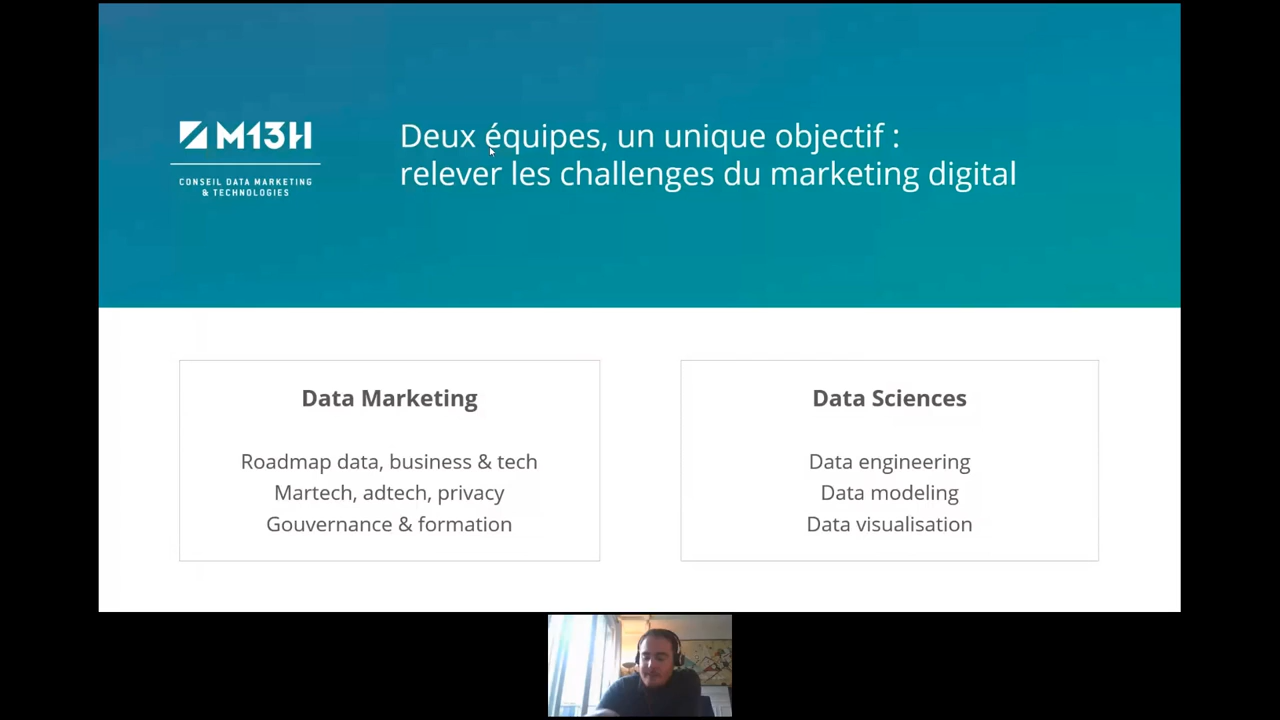 M13H
CONSEIL DATA MARKETING
& TECHNOLOGIES
Deux équipes, un unique objectif :
relever les challenges du marketing digital
Data Marketing
Roadmap data, business & tech
Martech, adtech, privacy
Gouvernance & formation
Data Sciences
Data engineering
Data modeling
Data visualisation